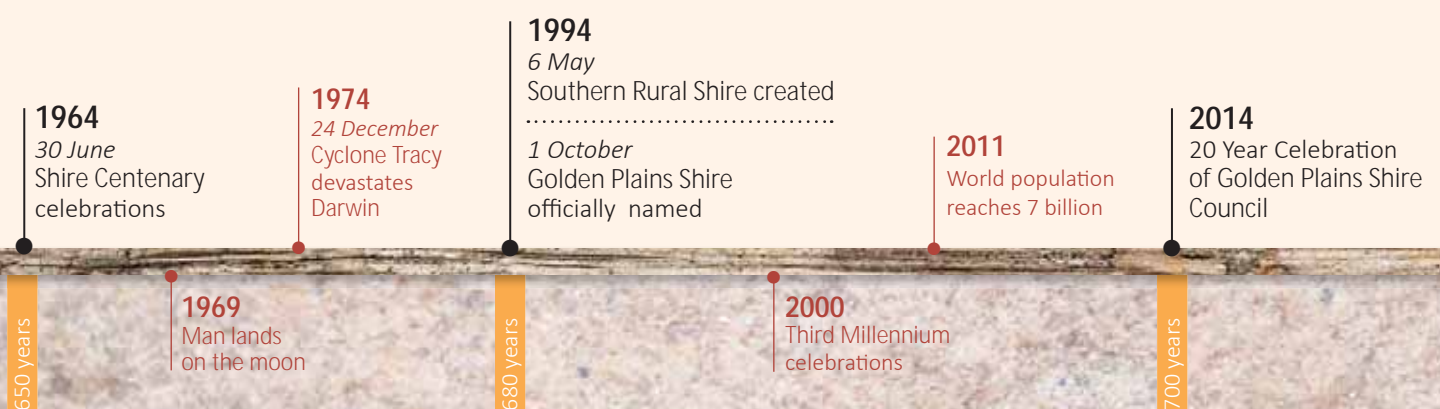 1964
30 June
Shire Centenary
celebrations
1969
Man lands
on the moon
1974
24 December
Cyclone Tracy
devastates
Darwin
1994
6 May
Southern Rural Shire created
1 October
Golden Plains Shire
officially named
2000
Third Millennium
celebrations
2011
World population
reaches 7 billion
2014
20 Year Celebration
of Golden Plains Shire
Council
650 years
680 years
700 years